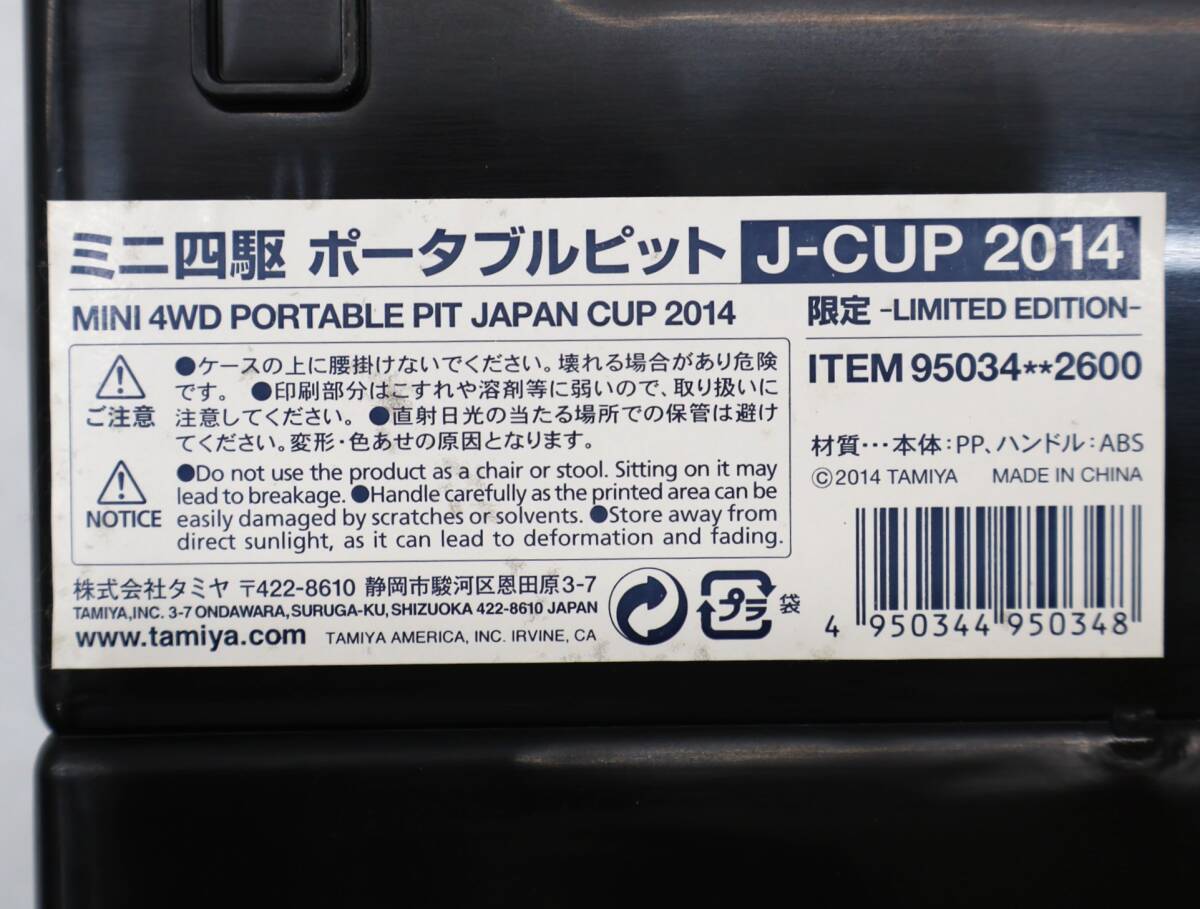 ミニ四駆 ポータブルピット J-CUP 2014
MINI 4WD PORTABLE PIT JAPAN CUP 2014
限定 -LIMITED EDITION-
ITEM 95034**2600
ご注意
●ケースの上に腰掛けないでください。壊れる場合があり危険
です。 ●印刷部分はこすれや溶剤等に弱いので、取り扱いに
注意してください。 ●直射日光の当たる場所での保管は避け
てください。変形・色あせの原因となります。
NOTICE
●Do not use the product as a chair or stool. Sitting on it may
lead to breakage. ●Handle carefully as the printed area can be
easily damaged by scratches or solvents. ●Store away from
direct sunlight, as it can lead to deformation and fading.
材質…本体:PP、ハンドル:ABS
©2014 TAMIYA MADE IN CHINA
株式会社タミヤ 〒422-8610 静岡市駿河区恩田原3-7
TAMIYA,INC. 3-7 ONDAWARA, SURUGA-KU, SHIZUOKA 422-8610 JAPAN
www.tamiya.com TAMIYA AMERICA, INC. IRVINE, CA
プラ 袋
4 950344 950348